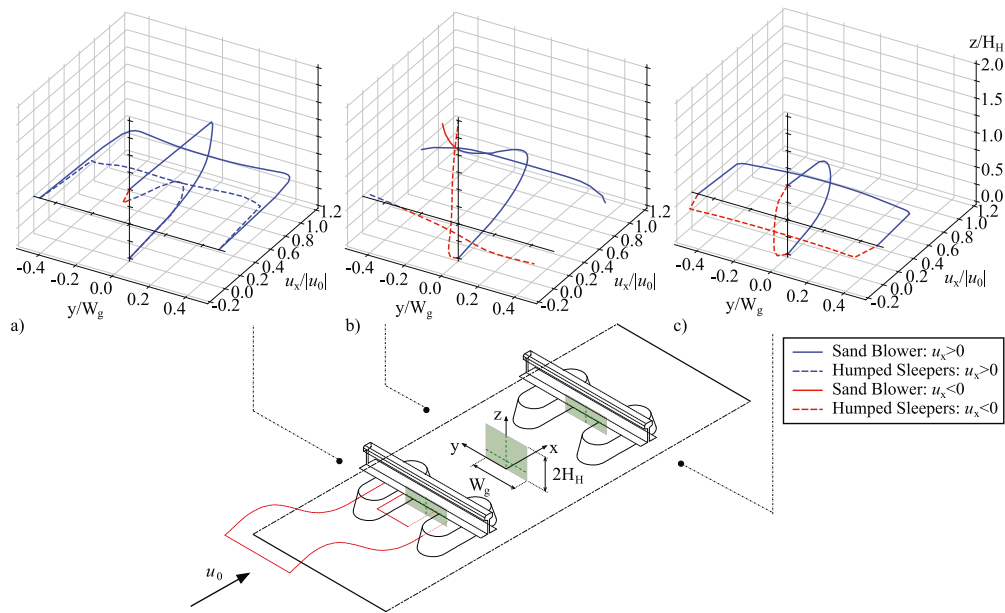 z/H_H
2.0
1.5
1.0
0.5
0.0
1.2
1.0
0.8
0.6
0.4
0.2
0.0
-0.2
u_x/|u_0|
-0.4
-0.2
0.0
0.2
0.4
y/W_g
a)
1.2
1.0
0.8
0.6
0.4
0.2
0.0
-0.2
u_x/|u_0|
-0.4
-0.2
0.0
0.2
0.4
y/W_g
b)
1.2
1.0
0.8
0.6
0.4
0.2
0.0
-0.2
u_x/|u_0|
-0.4
-0.2
0.0
0.2
0.4
y/W_g
c)
Sand Blower: u_x>0
Humped Sleepers: u_x>0
Sand Blower: u_x<0
Humped Sleepers: u_x<0
z
y
x
W_g
2H_H
u_0